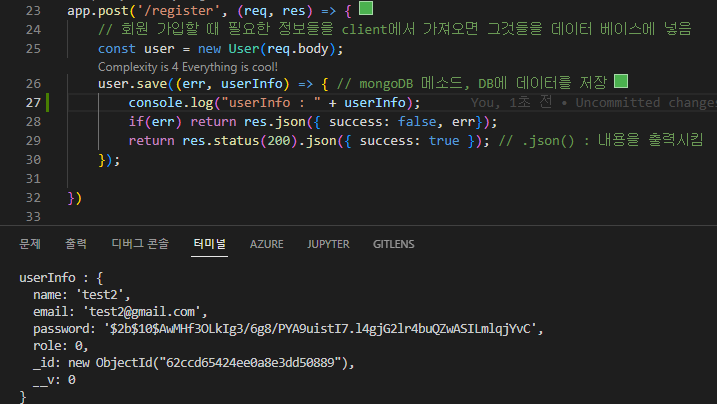 23 app.post('/register', (req, res) => {
24 // 회원 가입할 때 필요한 정보들을 client에서 가져오면 그것들을 데이터 베이스에 넣음
25 const user = new User(req.body);
Complexity is 4 Everything is cool!
26 user.save((err, userInfo) => { // mongoDB 메소드, DB에 데이터를 저장
27 console.log("userInfo : " + userInfo); You, 1초 전 • Uncommitted changes
28 if(err) return res.json({ success: false, err});
29 return res.status(200).json({ success: true }); // .json() : 내용을 출력시킴
30 });
31
32 })
33
문제 출력 디버그 콘솔 터미널 AZURE JUPYTER GITLENS
userInfo : {
name: 'test2',
email: 'test2@gmail.com',
password: '$2b$10$AwMHf3OLkIg3/6g8/PYA9uistI7.l4gjG2lr4buQZwASILmlqjYvC',
role: 0,
_id: new ObjectId("62ccd65424ee0a8e3dd50889"),
__v: 0
}